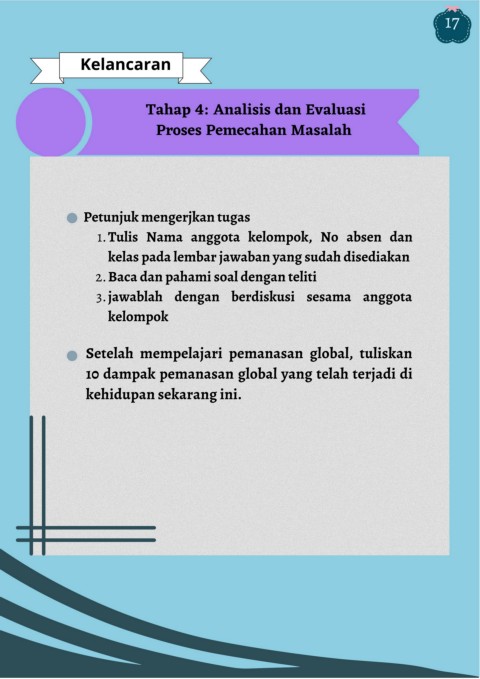 17
Kelancaran
Tahap 4: Analisis dan Evaluasi
Proses Pemecahan Masalah
Petunjuk mengerjkan tugas
1. Tulis Nama anggota kelompok, No absen dan
kelas pada lembar jawaban yang sudah disediakan
2. Baca dan pahami soal dengan teliti
3. jawablah dengan berdiskusi sesama anggota
kelompok
Setelah mempelajari pemanasan global, tuliskan
10 dampak pemanasan global yang telah terjadi di
kehidupan sekarang ini.